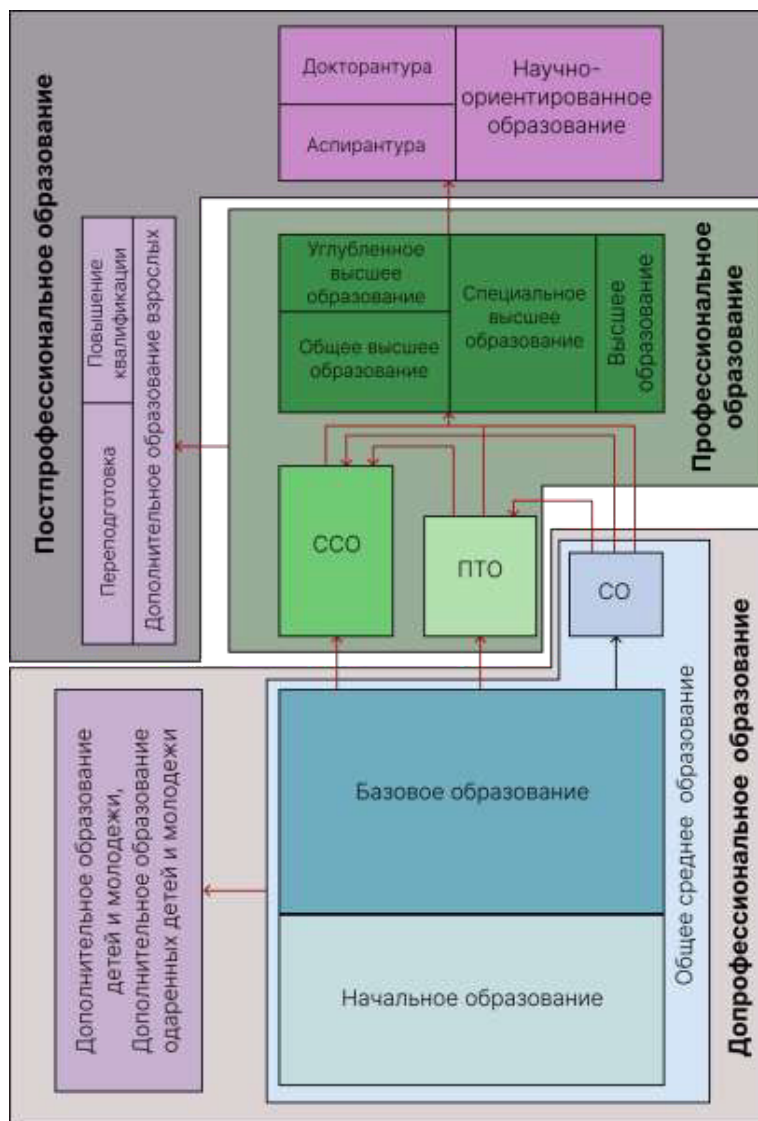 Постпрофессиональное образование
Докторантура
Аспирантура
Научно-
ориентированное
образование
Повышение
квалификации
Переподготовка
Дополнительное образование взрослых
Углубленное
высшее
образование
Общее высшее
образование
Специальное
высшее
образование
Высшее
образование
Профессиональное
образование
ССО
ПТО
СО
Дополнительное образование
детей и молодежи,
Дополнительное образование
одаренных детей и молодежи
Базовое образование
Начальное образование
Общее среднее образование
Допрофессиональное образование